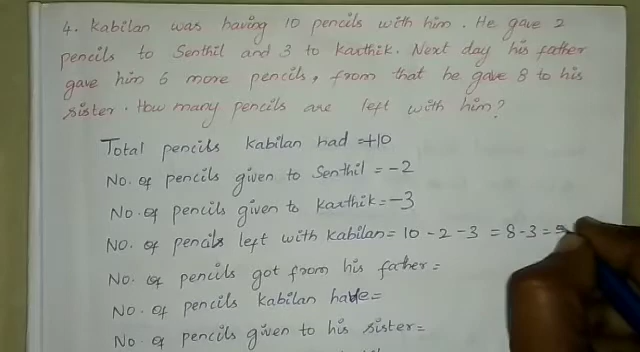 4. Kabilan was having 10 pencils with him. He gave 2
pencils to Senthil and 3 to Karthik. Next day his father
gave him 6 more pencils, from that he gave 8 to his
sister. How many pencils are left with him?
Total pencils Kabilan had = +10
No. of pencils given to Senthil = -2
No. of pencils given to Karthik = -3
No. of pencils left with Kabilan = 10 - 2 - 3 = 8 - 3 = 5
No. of pencils got from his father =
No. of pencils Kabilan have =
No. of pencils given to his sister =